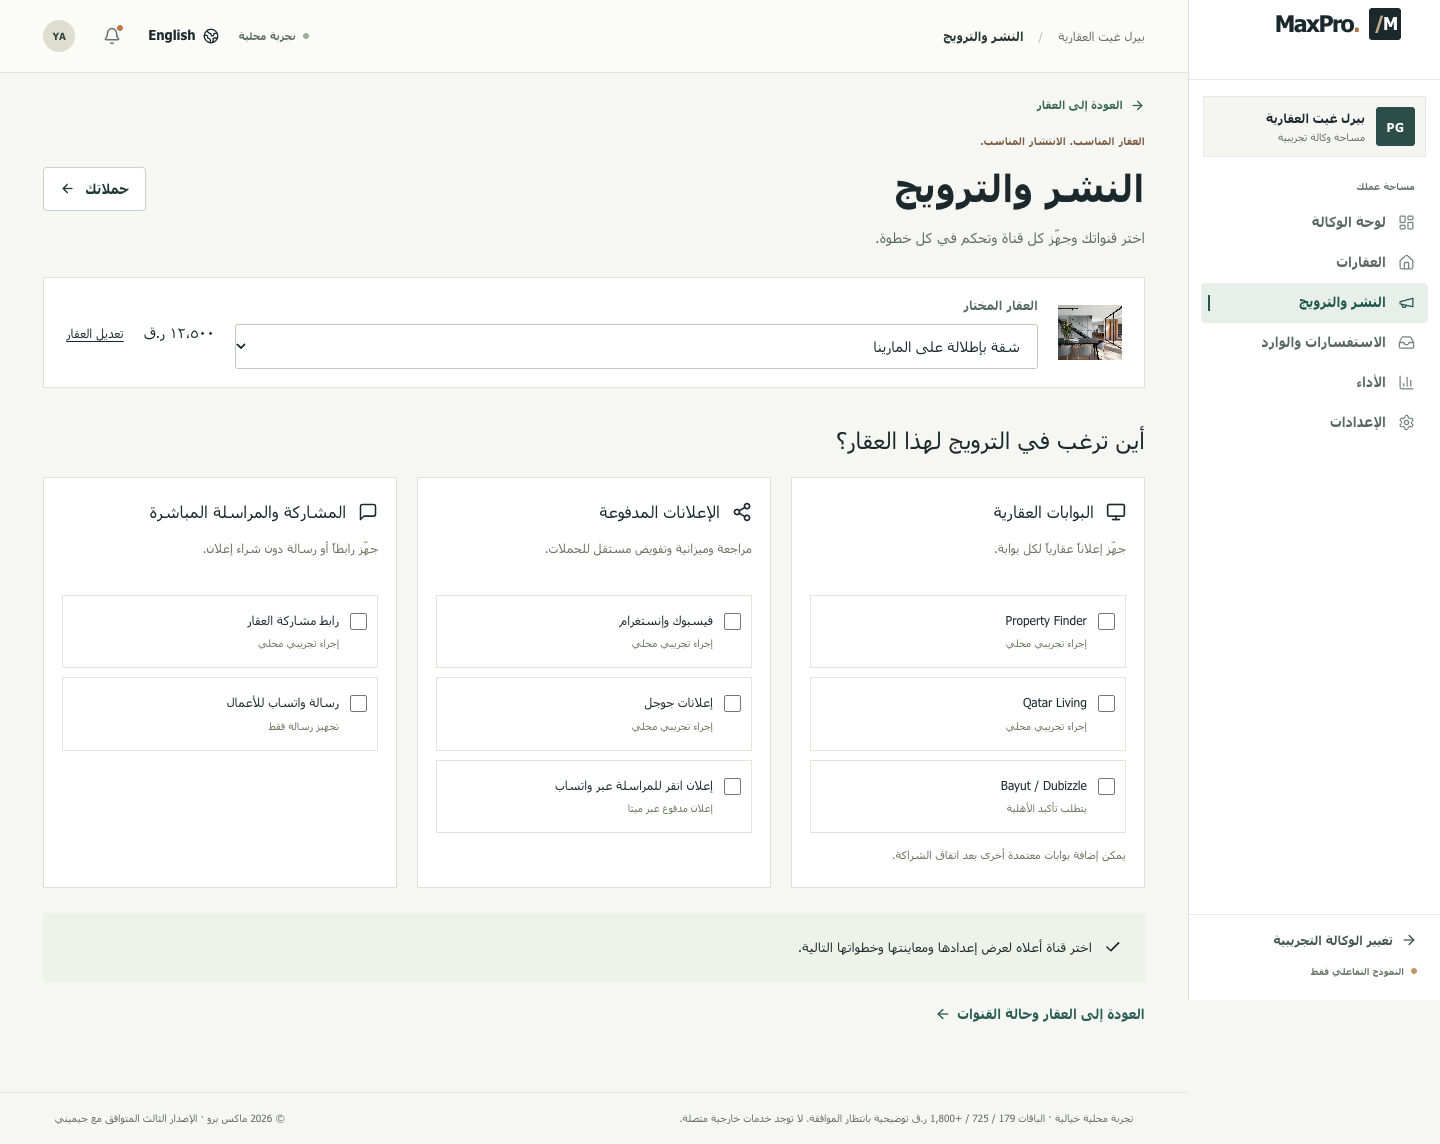 MaxPro.
/M
بيرل غيت العقارية / النشر والترويج
تجربة محلية
English
YA
PG
بيرل غيت العقارية
مساحة وكالة تجريبية
مساحة عملك
لوحة الوكالة
العقارات
النشر والترويج
الاستفسارات والوارد
الأداء
الإعدادات
تغيير الوكالة التجريبية
النموذج التفاعلي فقط
العودة إلى العقار
العقار المناسب. الانتشار المناسب.
النشر والترويج
حملاتك
اختر قنواتك وجهّز كل قناة وتحكم في كل خطوة.
العقار المختار
شقة بإطلالة على المارينا
١٢،٥٠٠ ر.ق
تعديل العقار
أين ترغب في الترويج لهذا العقار؟
البوابات العقارية
جهّز إعلاناً عقارياً لكل بوابة.
Property Finder
إجراء تجريبي محلي
Qatar Living
إجراء تجريبي محلي
Bayut / Dubizzle
يتطلب تأكيد الأهلية
يمكن إضافة بوابات معتمدة أخرى بعد اتفاق الشراكة.
الإعلانات المدفوعة
مراجعة وميزانية وتفويض مستقل للحملات.
فيسبوك وإنستغرام
إجراء تجريبي محلي
إعلانات جوجل
إجراء تجريبي محلي
إعلان انقر للمراسلة عبر واتساب
إعلان مدفوع عبر ميتا
المشاركة والمراسلة المباشرة
جهّز رابطاً أو رسالة دون شراء إعلان.
رابط مشاركة العقار
إجراء تجريبي محلي
رسالة واتساب للأعمال
تجهيز رسالة فقط
اختر قناة أعلاه لعرض إعدادها ومعاينتها وخطواتها التالية.
العودة إلى العقار وحالة القنوات
تجربة محلية خيالية · الباقات 179 / 725 / +1,800 ر.ق توضيحية بانتظار الموافقة. لا توجد خدمات خارجية متصلة.
© 2026 ماكس برو · الإصدار الثالث المتوافق مع جيميني